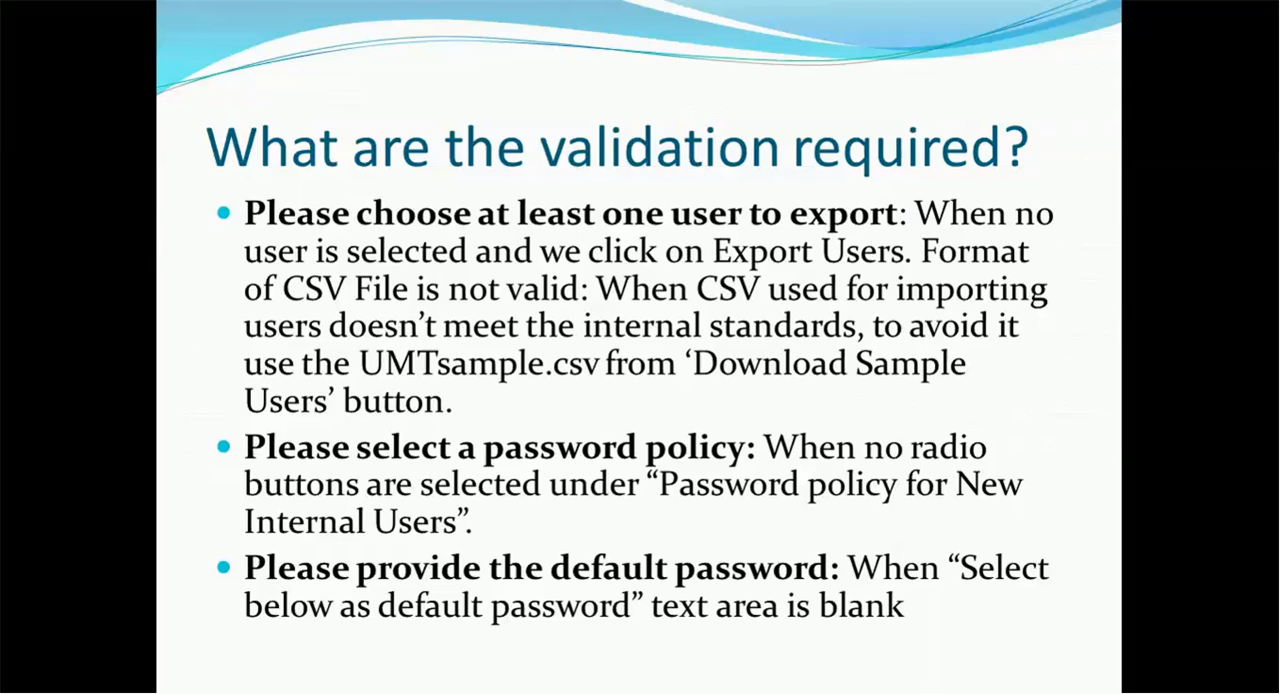 What are the validation required?
Please choose at least one user to export: When no
user is selected and we click on Export Users. Format
of CSV File is not valid: When CSV used for importing
users doesn’t meet the internal standards, to avoid it
use the UMTsample.csv from ‘Download Sample
Users’ button.
Please select a password policy: When no radio
buttons are selected under “Password policy for New
Internal Users”.
Please provide the default password: When “Select
below as default password” text area is blank